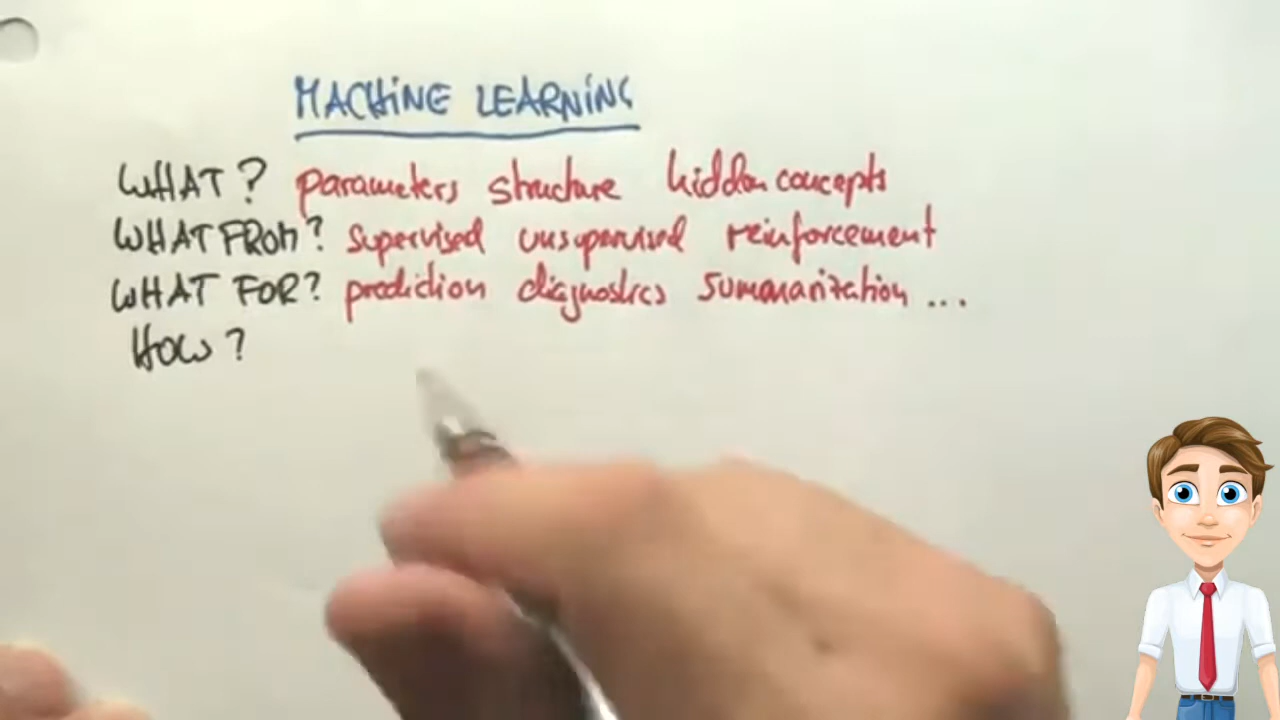 MACHINE LEARNING
WHAT? parameters structure hidden concepts
WHAT FROM? supervised unsupervised reinforcement
WHAT FOR? prediction diagnostics summarization ...
HOW?